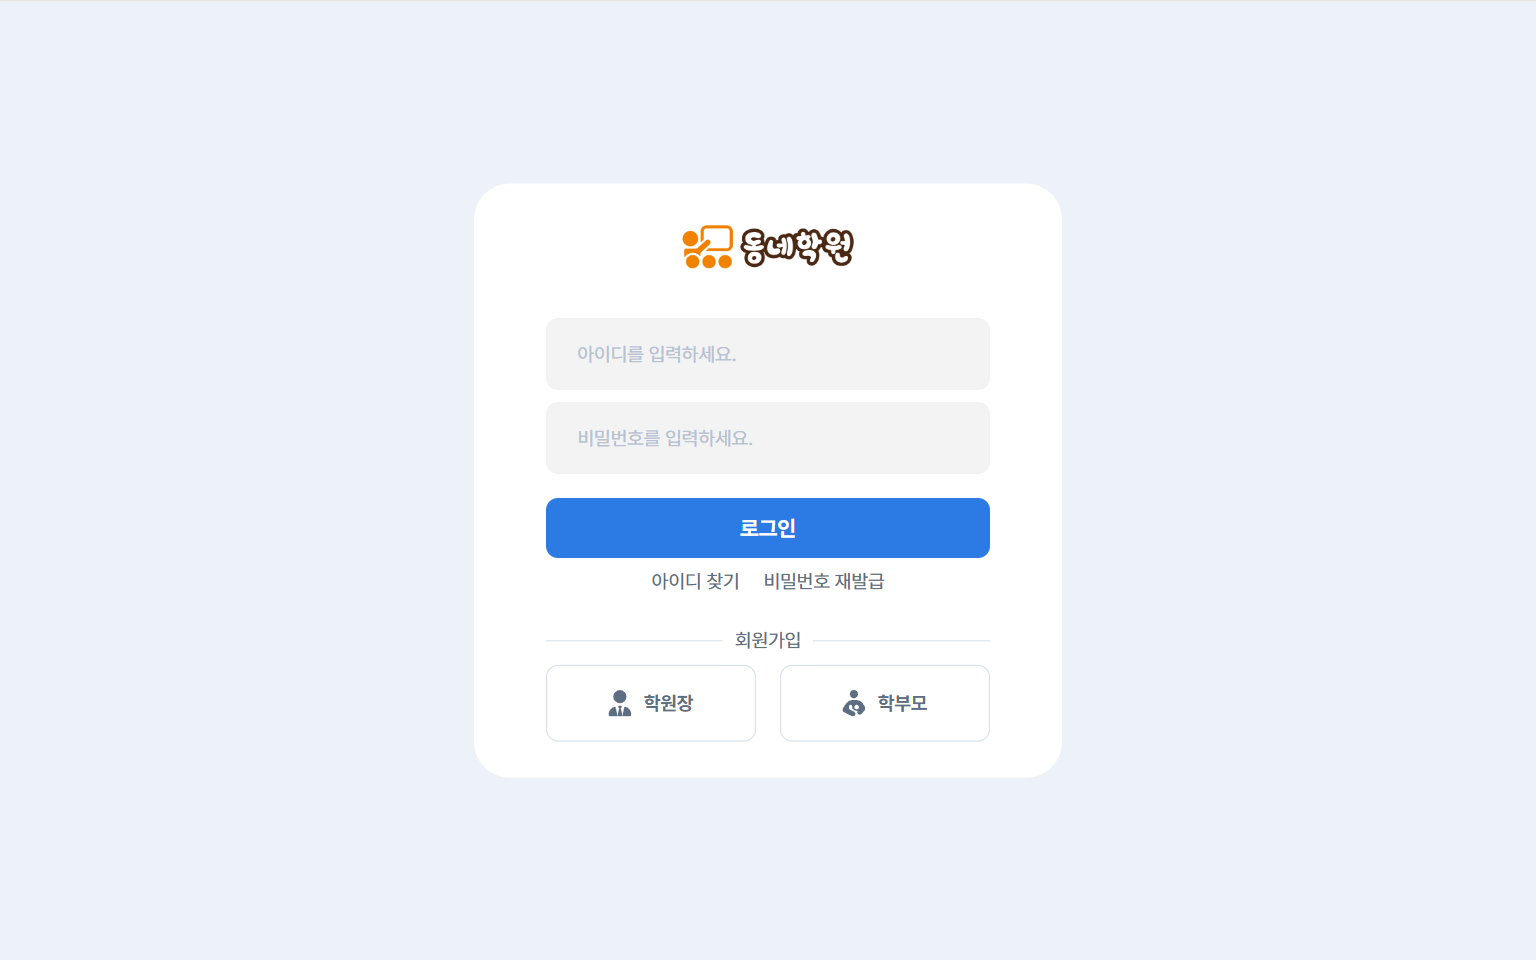 동네학원
아이디를 입력하세요.
비밀번호를 입력하세요.
로그인
아이디 찾기 비밀번호 재발급
회원가입
학원장 학부모